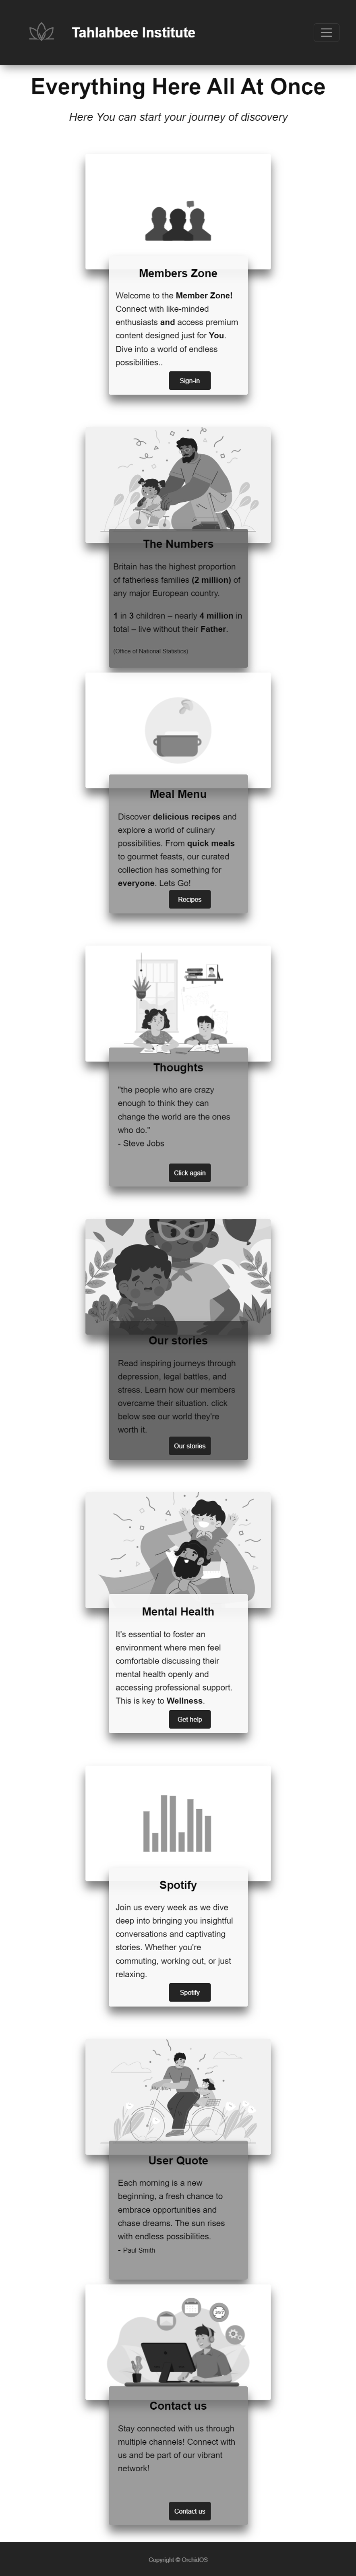 Tahlahbee Institute
Everything Here All At Once
Here You can start your journey of discovery
Members Zone
Welcome to the Member Zone!
Connect with like-minded
enthusiasts and access premium
content designed just for You.
Dive into a world of endless
possibilities..
Sign-in
The Numbers
Britain has the highest proportion
of fatherless families (2 million) of
any major European country.
1 in 3 children – nearly 4 million in
total – live without their Father.
(Office of National Statistics)
Meal Menu
Discover delicious recipes and
explore a world of culinary
possibilities. From quick meals
to gourmet feasts, our curated
collection has something for
everyone. Lets Go!
Recipes
Thoughts
"the people who are crazy
enough to think they can
change the world are the ones
who do."
- Steve Jobs
Click again
Our stories
Read inspiring journeys through
depression, legal battles, and
stress. Learn how our members
overcame their situation. click
below see our world they're
worth it.
Our stories
Mental Health
It's essential to foster an
environment where men feel
comfortable discussing their
mental health openly and
accessing professional support.
This is key to Wellness.
Get help
Spotify
Join us every week as we dive
deep into bringing you insightful
conversations and captivating
stories. Whether you're
commuting, working out, or just
relaxing.
Spotify
User Quote
Each morning is a new
beginning, a fresh chance to
embrace opportunities and
chase dreams. The sun rises
with endless possibilities.
- Paul Smith
24/7
Contact us
Stay connected with us through
multiple channels! Connect with
us and be part of our vibrant
network!
Contact us
Copyright © OrchidOS